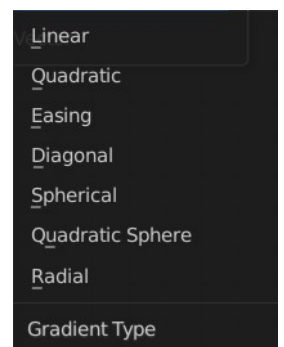 Linear
Quadratic
Easing
Diagonal
Spherical
Quadratic Sphere
Radial
Gradient Type